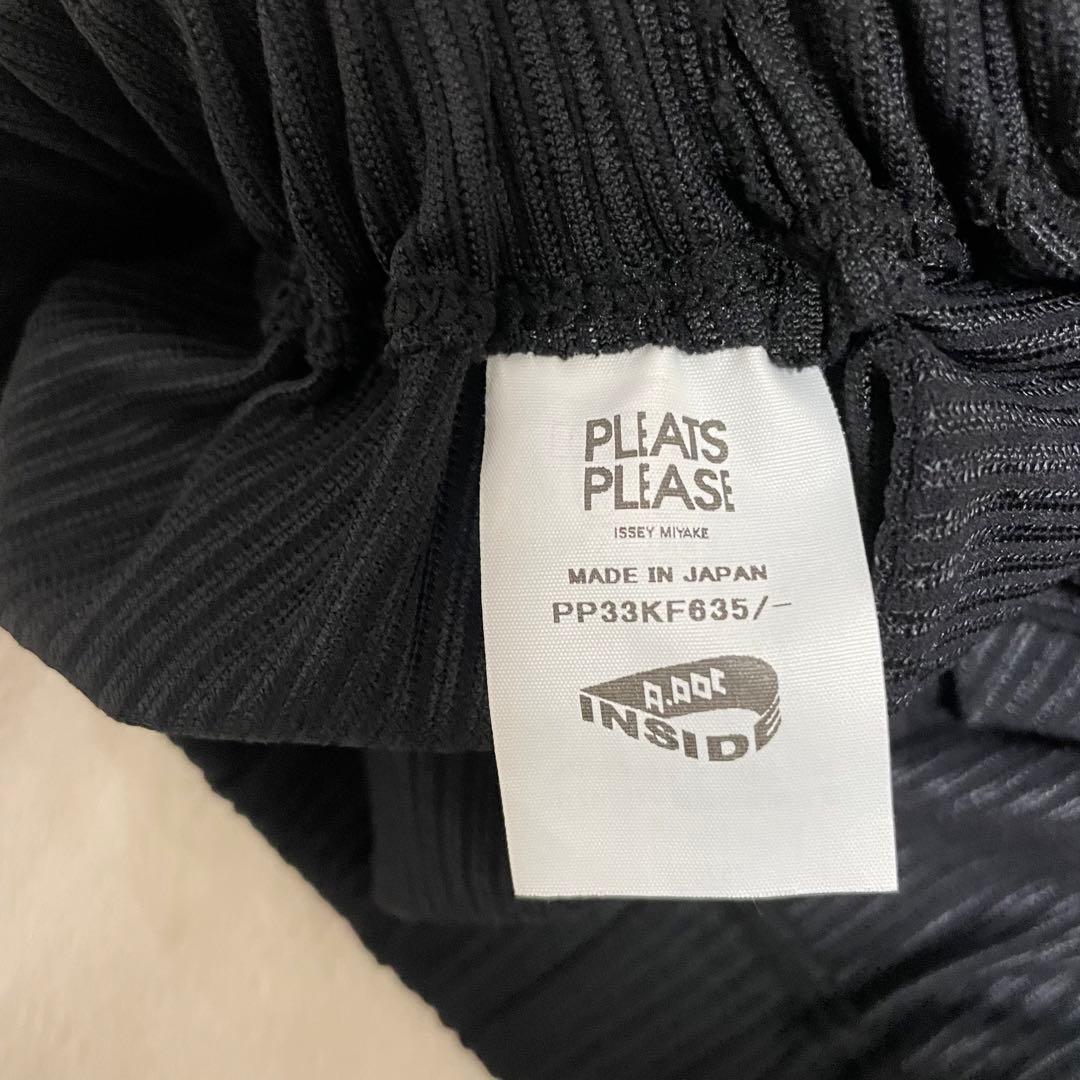 PLEATS
PLEASE
ISSEY MIYAKE
MADE IN JAPAN
PP33KF635/-
A.POC
INSIDE